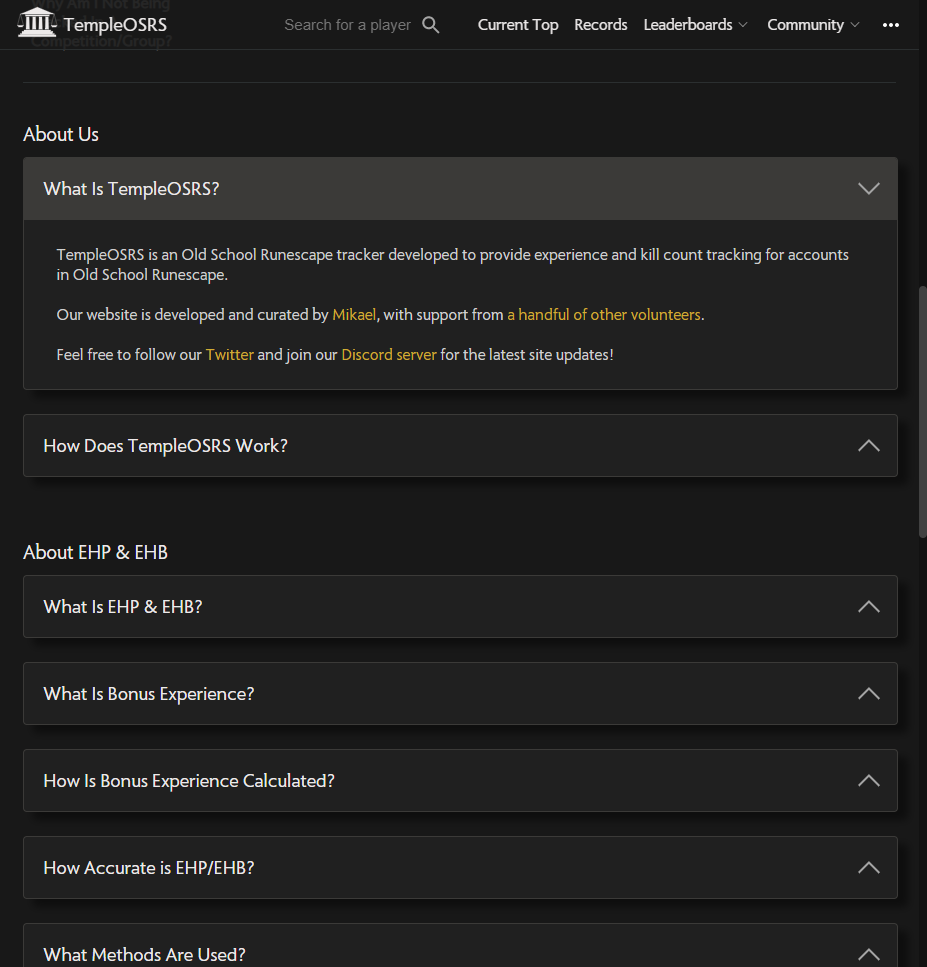 Why Am I Not Being
TempleOSRS
Search for a player
Current Top
Records
Leaderboards
Community
Competition/Group?
About Us
What Is TempleOSRS?
TempleOSRS is an Old School Runescape tracker developed to provide experience and kill count tracking for accounts
in Old School Runescape.
Our website is developed and curated by Mikael, with support from a handful of other volunteers.
Feel free to follow our Twitter and join our Discord server for the latest site updates!
How Does TempleOSRS Work?
About EHP & EHB
What Is EHP & EHB?
What Is Bonus Experience?
How Is Bonus Experience Calculated?
How Accurate is EHP/EHB?
What Methods Are Used?